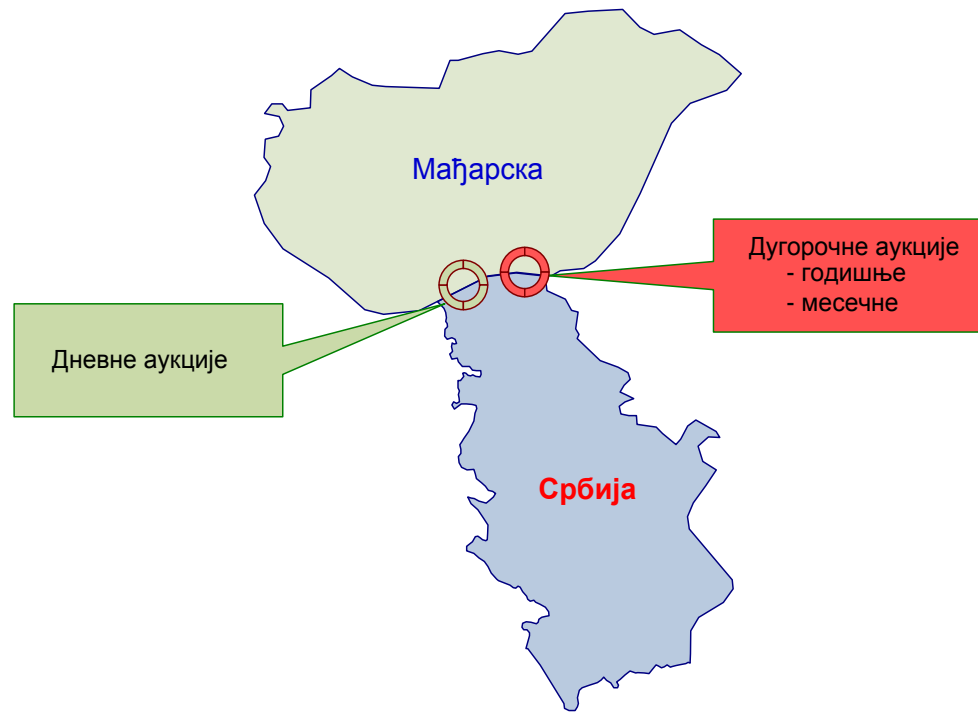 Мађарска
Дугорочне аукције
- годишње
- месечне
Дневне аукције
Србија